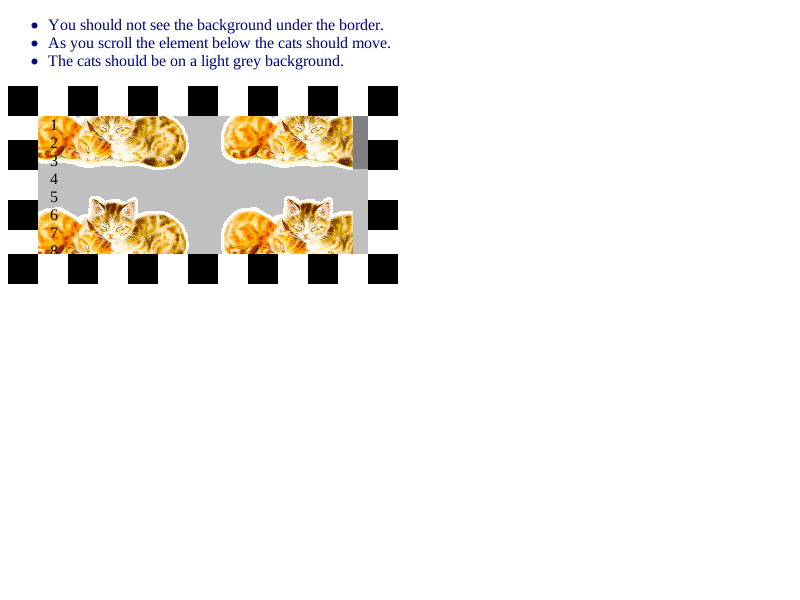 You should not see the background under the border.
As you scroll the element below the cats should move.
The cats should be on a light grey background.
1
2
3
4
5
6
7
8